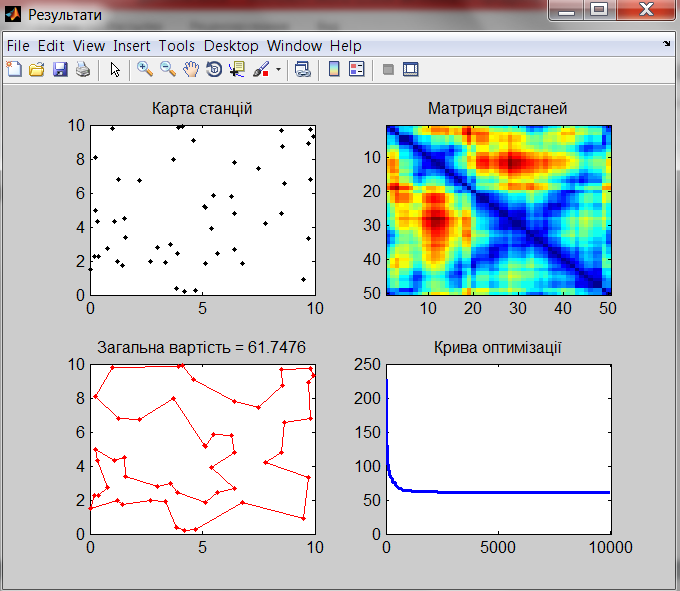 Результати
File Edit View Insert Tools Desktop Window Help
Карта станцій
10
8
6
4
2
0
0 5 10
Матриця відстаней
10
20
30
40
50
10 20 30 40 50
Загальна вартість = 61.7476
10
8
6
4
2
0
0 5 10
Крива оптимізації
250
200
150
100
50
0
0 5000 10000